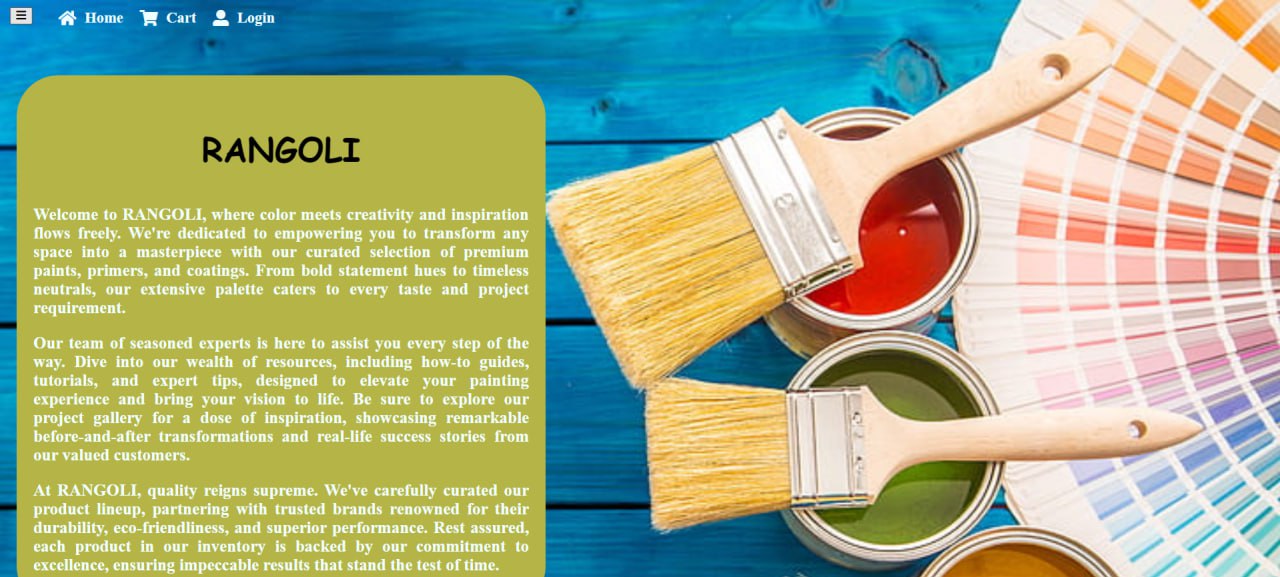 Home Cart Login
RANGOLI
Welcome to RANGOLI, where color meets creativity and inspiration
flows freely. We're dedicated to empowering you to transform any
space into a masterpiece with our curated selection of premium
paints, primers, and coatings. From bold statement hues to timeless
neutrals, our extensive palette caters to every taste and project
requirement.
Our team of seasoned experts is here to assist you every step of the
way. Dive into our wealth of resources, including how-to guides,
tutorials, and expert tips, designed to elevate your painting
experience and bring your vision to life. Be sure to explore our
project gallery for a dose of inspiration, showcasing remarkable
before-and-after transformations and real-life success stories from
our valued customers.
At RANGOLI, quality reigns supreme. We've carefully curated our
product lineup, partnering with trusted brands renowned for their
durability, eco-friendliness, and superior performance. Rest assured,
each product in our inventory is backed by our commitment to
excellence, ensuring impeccable results that stand the test of time.